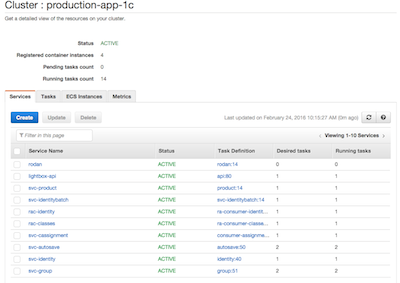 Cluster : production-app-1c
Get a detailed view of the resources on your cluster.
Status ACTIVE
Registered container instances 4
Pending tasks count 0
Running tasks count 14
Services Tasks ECS Instances Metrics
Create Update Delete Last updated on February 24, 2016 10:13:27 AM (0m ago)
Filter in this page Viewing 1-10 Services
Service Name Status Task Definition Desired tasks Running tasks
rodan ACTIVE rodan:14 0 0
lightbox-api ACTIVE api:60 1 1
svc-product ACTIVE product:14 1 1
svc-identitybatch ACTIVE svc-identitybatch:14 1 1
rac-identity ACTIVE ra-consumer-identit... 1 1
rac-classes ACTIVE ra-consumer-classes... 1 1
svc-cassignment ACTIVE consumer-assignme... 1 1
svc-autosave ACTIVE autosave:50 2 2
svc-identity ACTIVE identity:40 1 1
svc-group ACTIVE group:51 2 2